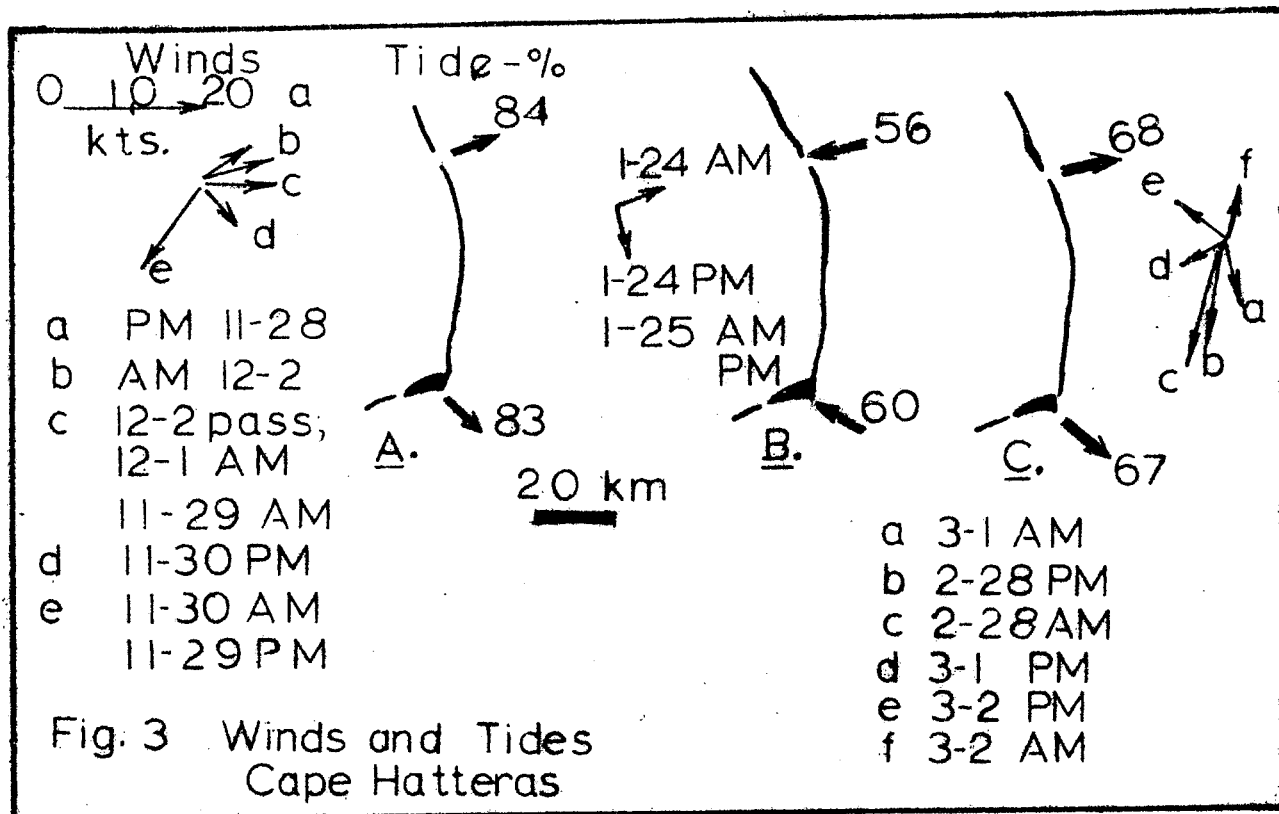 Winds
0 10 20 a
kts.
b
c
d
e
a PM 11-28
b AM 12-2
c 12-2 pass;
12-1 AM
11-29 AM
d 11-30 PM
e 11-30 AM
11-29 PM
Tide-%
84
83
A.
20 km
1-24 AM
1-24 PM
1-25 AM
PM
56
60
B.
68
67
C.
f
e
d
a
c b
a 3-1 AM
b 2-28 PM
c 2-28 AM
d 3-1 PM
e 3-2 PM
f 3-2 AM
Fig. 3 Winds and Tides
Cape Hatteras